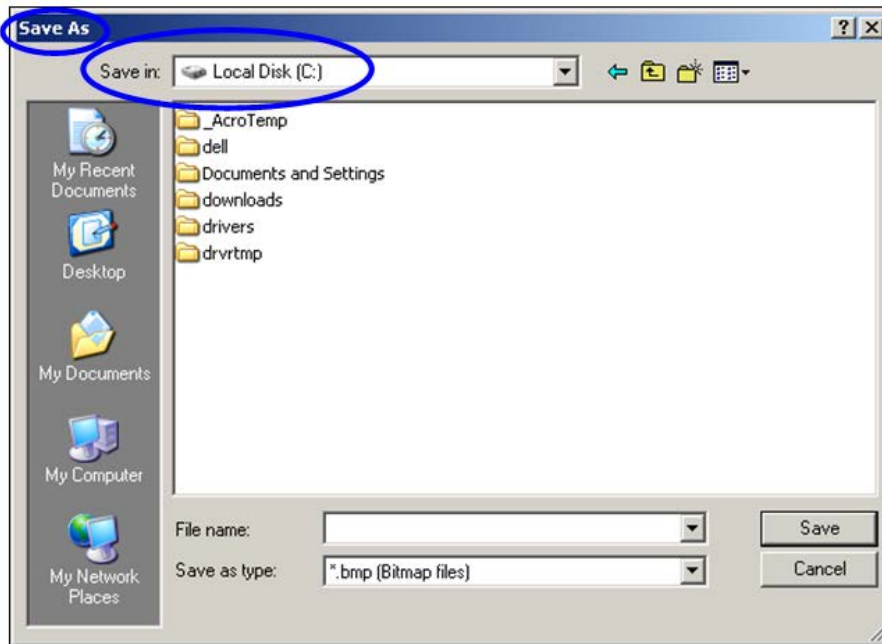 Save As
Save in:
Local Disk (C:)
_AcroTemp
dell
Documents and Settings
downloads
drivers
drvrtmp
My Recent
Documents
Desktop
My Documents
My Computer
My Network
Places
File name:
Save
Save as type:
*.bmp (Bitmap files)
Cancel